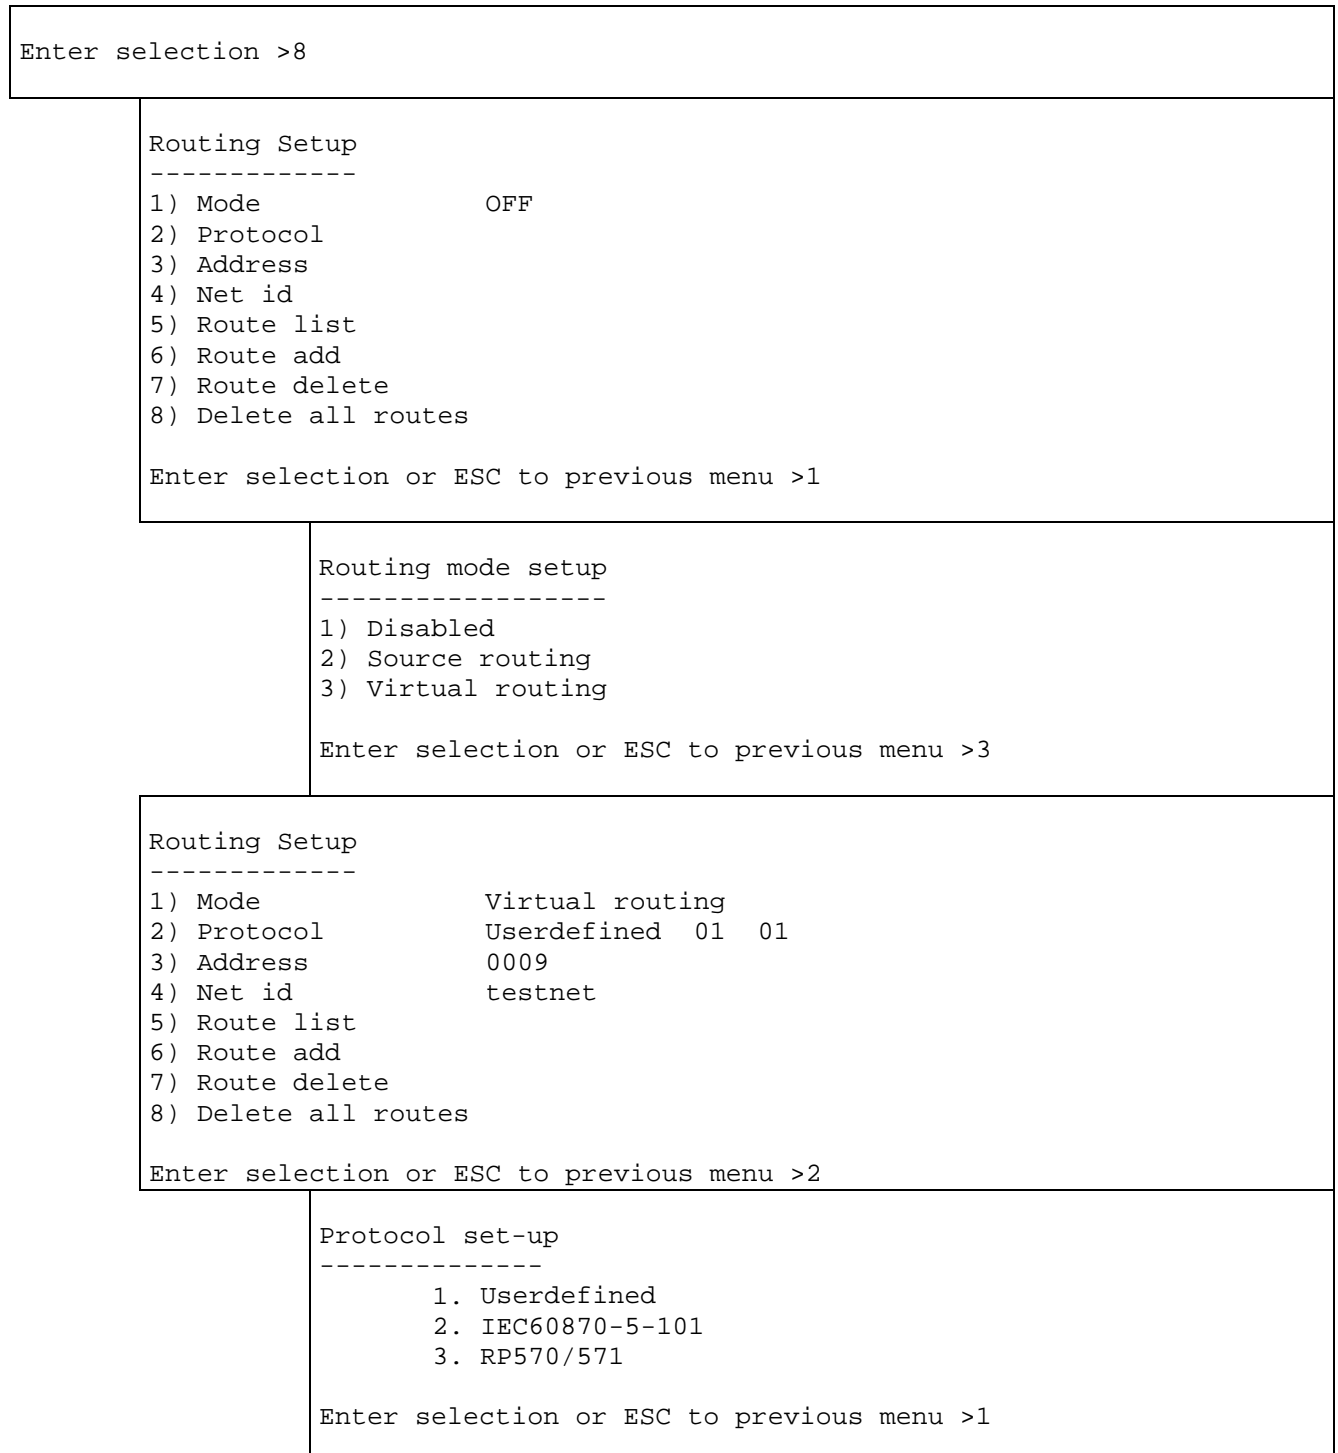 Enter selection >8
Routing Setup
-------------
1) Mode OFF
2) Protocol
3) Address
4) Net id
5) Route list
6) Route add
7) Route delete
8) Delete all routes
Enter selection or ESC to previous menu >1
Routing mode setup
------------------
1) Disabled
2) Source routing
3) Virtual routing
Enter selection or ESC to previous menu >3
Routing Setup
-------------
1) Mode Virtual routing
2) Protocol Userdefined 01 01
3) Address 0009
4) Net id testnet
5) Route list
6) Route add
7) Route delete
8) Delete all routes
Enter selection or ESC to previous menu >2
Protocol set-up
--------------
1. Userdefined
2. IEC60870-5-101
3. RP570/571
Enter selection or ESC to previous menu >1